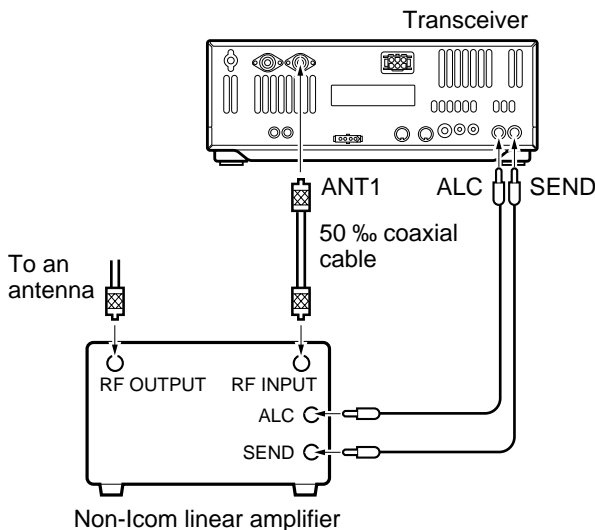 Transceiver
ANT1
ALC
SEND
50 ‰ coaxial
cable
To an
antenna
RF OUTPUT
RF INPUT
ALC
SEND
Non-Icom linear amplifier